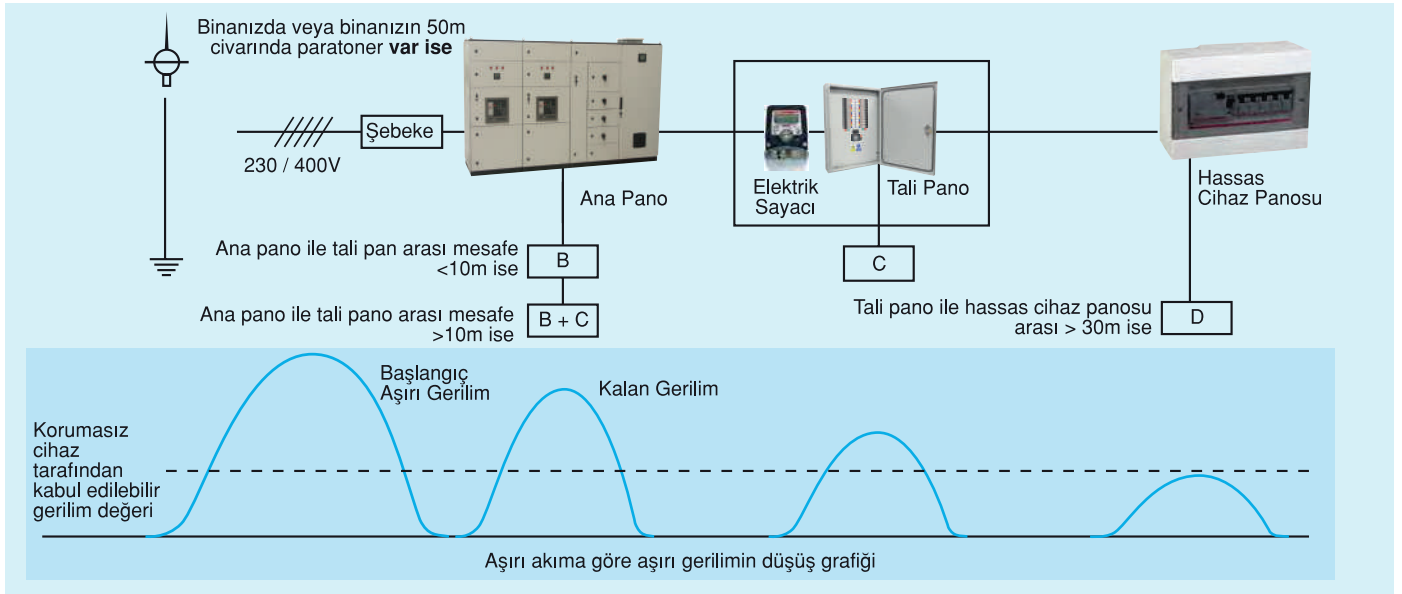 Binanızda veya binanızın 50m
civarında paratoner var ise
230 / 400V
Şebeke
Ana Pano
Elektrik
Sayacı
Tali Pano
Hassas
Cihaz Panosu
Ana pano ile tali pan arası mesafe
<10m ise
B
Ana pano ile tali pano arası mesafe
>10m ise
B + C
C
Tali pano ile hassas cihaz panosu
arası > 30m ise
D
Başlangıç
Aşırı Gerilim
Kalan Gerilim
Korumasız
cihaz
tarafından
kabul edilebilir
gerilim değeri
Aşırı akıma göre aşırı gerilimin düşüş grafiği